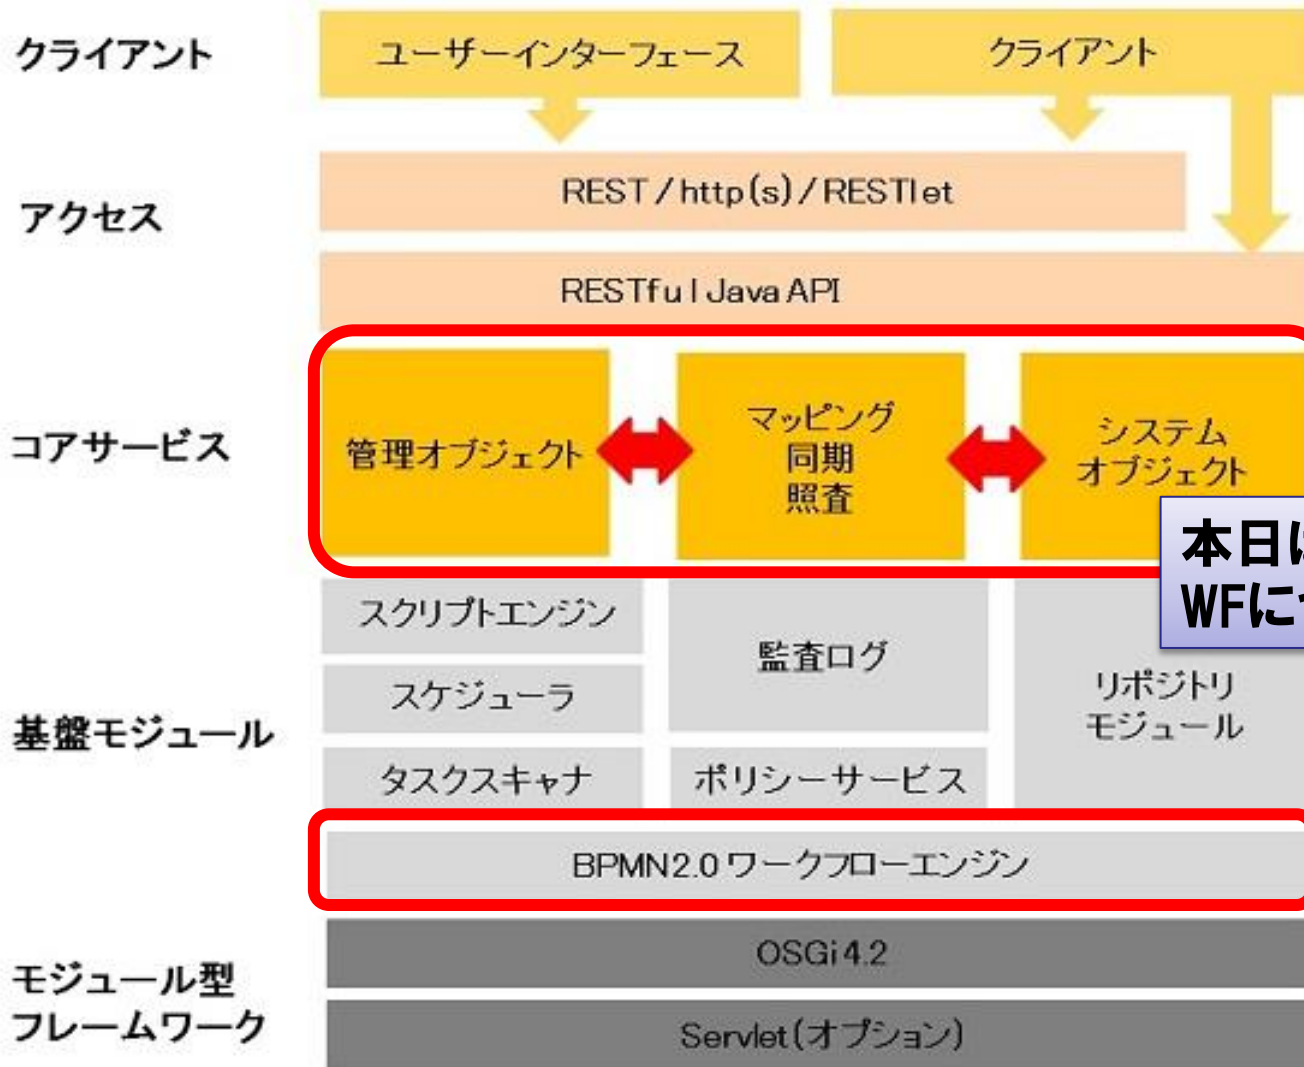 クライアント
ユーザーインターフェース
クライアント
アクセス
REST/http(s)/RESTlet
RESTful Java API
コアサービス
管理オブジェクト
マッピング
同期
照査
システム
オブジェクト
本日は
WFに
基盤モジュール
スクリプトエンジン
スケジューラ
タスクスキャナ
監査ログ
ポリシーサービス
リポジトリ
モジュール
BPMN2.0ワークフローエンジン
モジュール型
フレームワーク
OSGi4.2
Servlet(オプション)